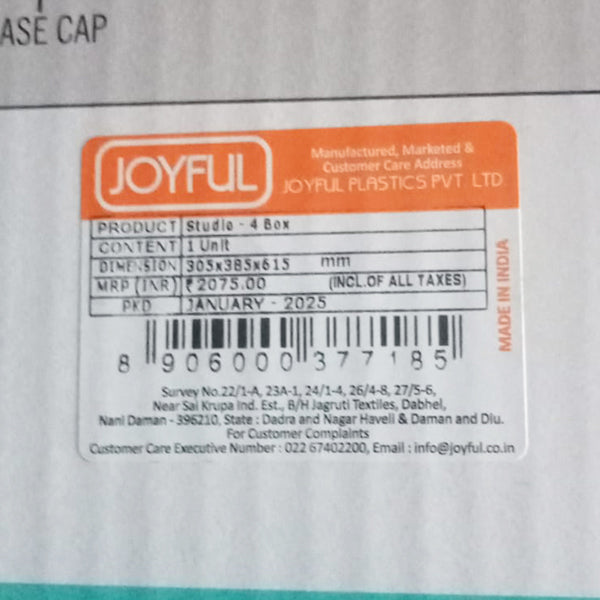 ASE CAP
JOYFUL
Manufactured, Marketed &
Customer Care Address
JOYFUL PLASTICS PVT. LTD
PRODUCT Studio - 4 Box
CONTENT 1 Unit
DIMENSION 305x385x615 mm
MRP (INR) ₹2075.00 (INCL.OF ALL TAXES)
PKD JANUARY - 2025
MADE IN INDIA
8 906000 377185
Survey No.22/1-A, 23A-1, 24/1-4, 26/4-8, 27/5-6,
Near Sai Krupa Ind. Est., B/H Jagruti Textiles, Dabhel,
Nani Daman - 396210, State : Dadra and Nagar Haveli & Daman and Diu.
For Customer Complaints
Customer Care Executive Number : 022 67402200, Email : info@joyful.co.in